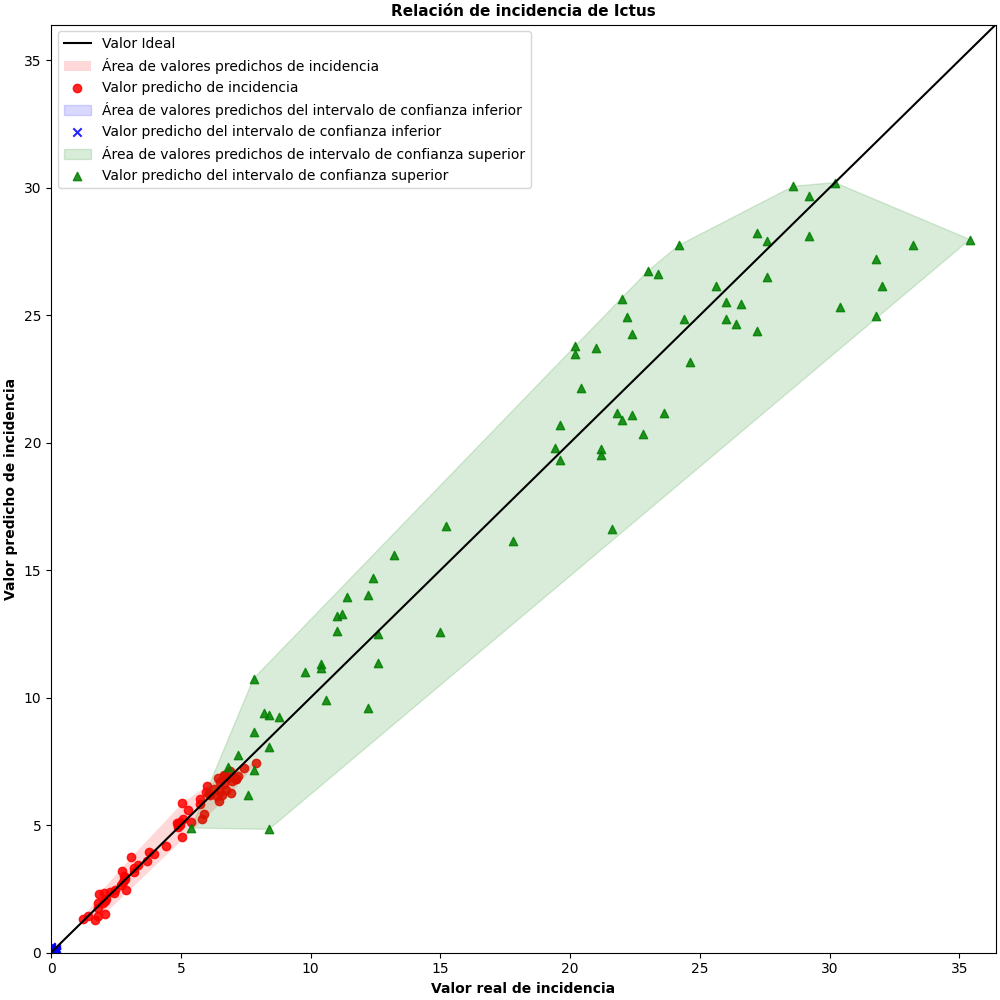 Relación de incidencia de Ictus
Valor Ideal
Área de valores predichos de incidencia
Valor predicho de incidencia
Área de valores predichos del intervalo de confianza inferior
Valor predicho del intervalo de confianza inferior
Área de valores predichos de intervalo de confianza superior
Valor predicho del intervalo de confianza superior
Valor predicho de incidencia
35
30
25
20
15
10
5
0
0 5 10 15 20 25 30 35
Valor real de incidencia